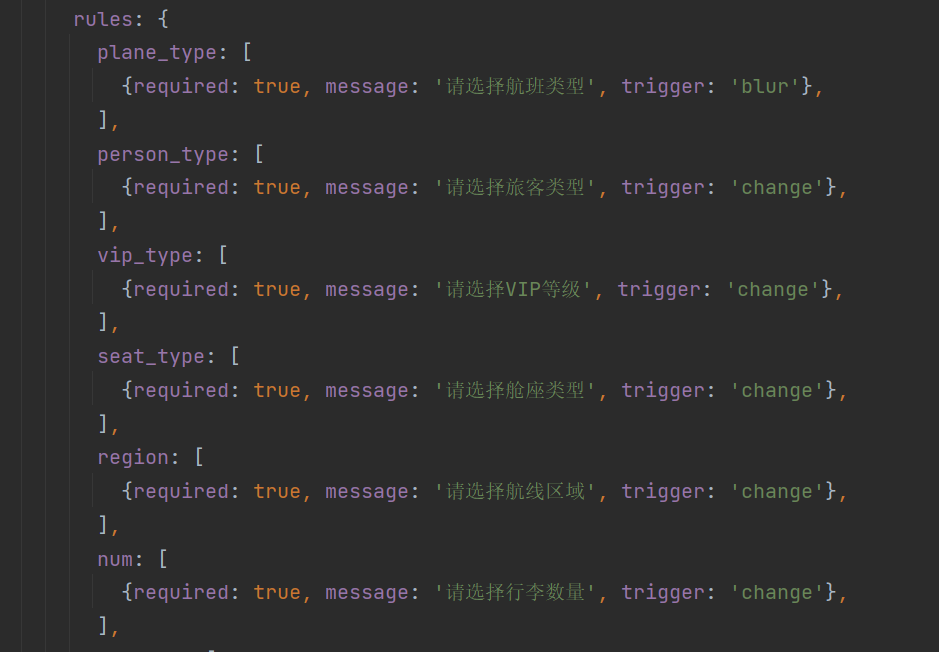 rules: {
plane_type: [
{required: true, message: '请选择航班类型', trigger: 'blur'},
],
person_type: [
{required: true, message: '请选择旅客类型', trigger: 'change'},
],
vip_type: [
{required: true, message: '请选择VIP等级', trigger: 'change'},
],
seat_type: [
{required: true, message: '请选择舱座类型', trigger: 'change'},
],
region: [
{required: true, message: '请选择航线区域', trigger: 'change'},
],
num: [
{required: true, message: '请选择行李数量', trigger: 'change'},
],